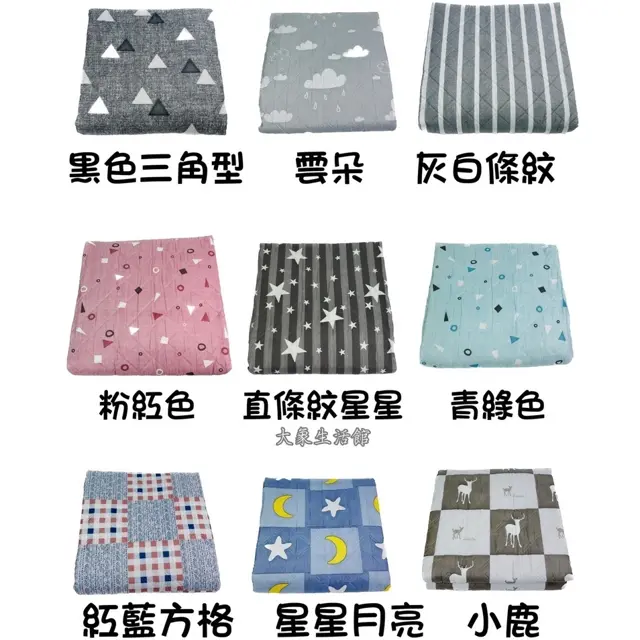 黑色三角型
雲朵
灰白條紋
粉紅色
直條紋星星
青綠色
大象生活館
紅藍方格
星星月亮
小鹿